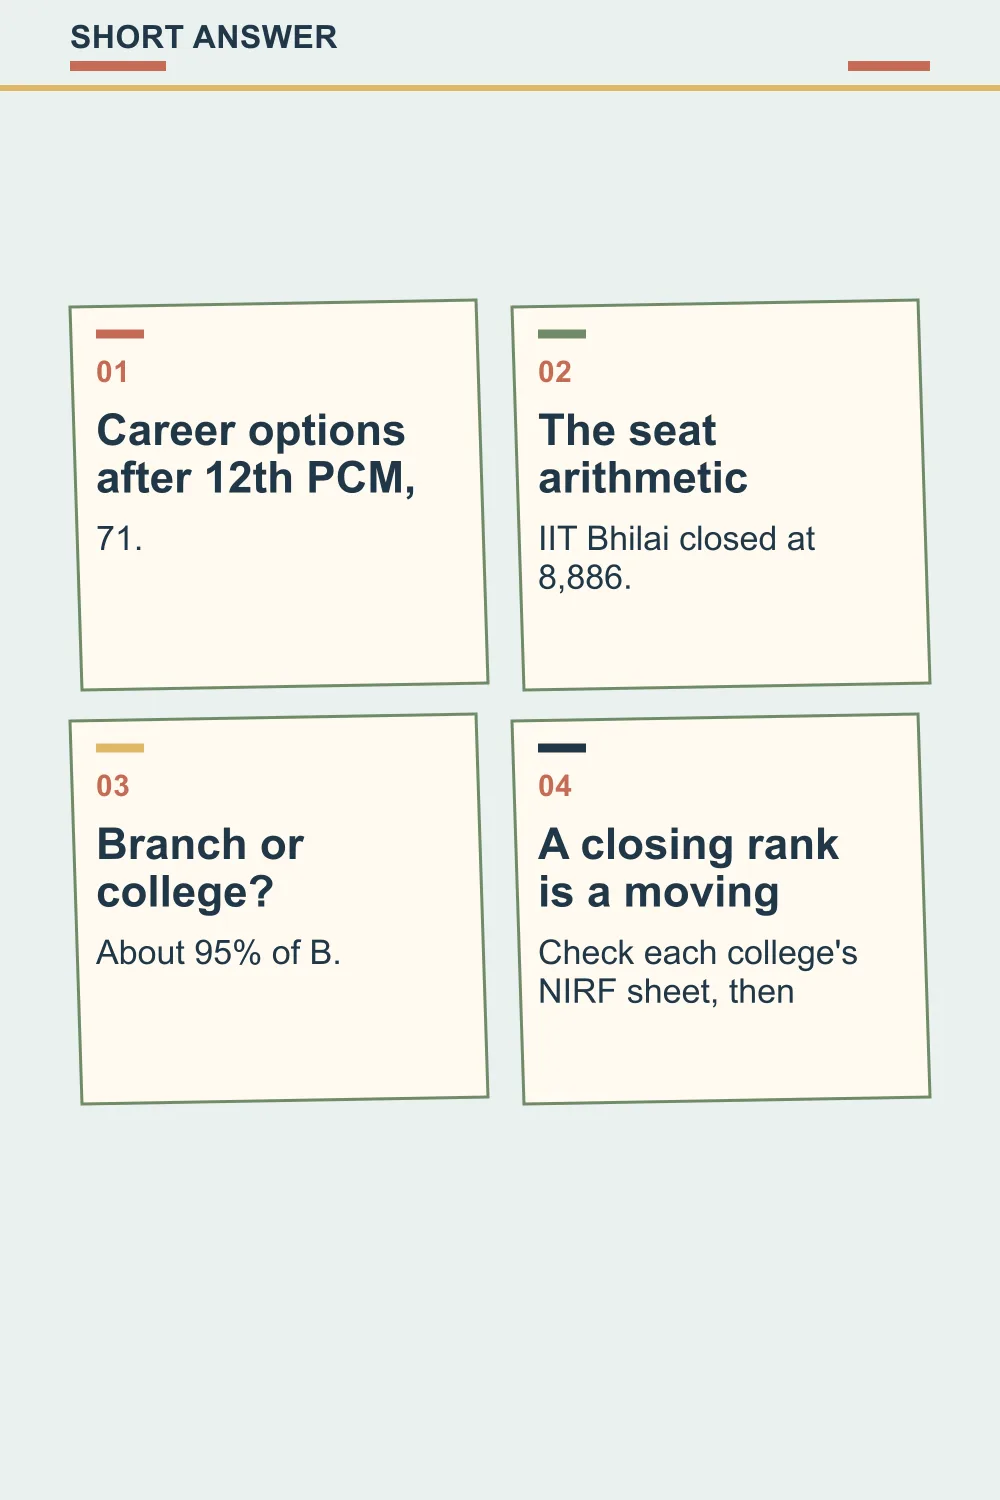 SHORT ANSWER
01
Career options
after 12th PCM,
71.
02
The seat
arithmetic
IIT Bhilai closed at
8,886.
03
Branch or
college?
About 95% of B.
04
A closing rank
is a moving
Check each college's
NIRF sheet, then